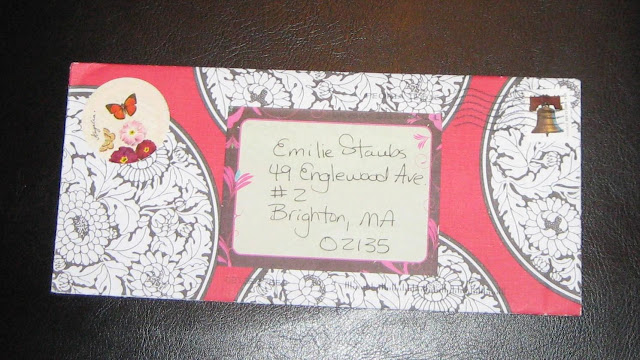 Emilie Staubs
49 Englewood Ave
#2
Brighton, MA
02135